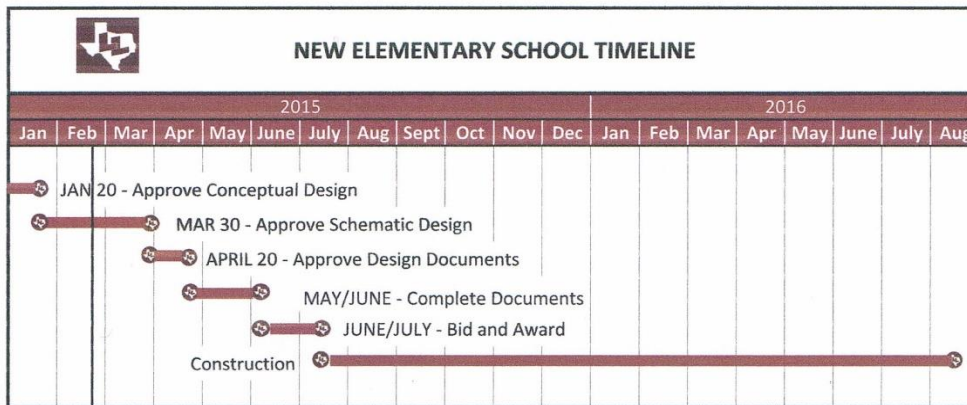 NEW ELEMENTARY SCHOOL TIMELINE
2015 2016
Jan Feb Mar Apr May June July Aug Sept Oct Nov Dec Jan Feb Mar Apr May June July Aug
JAN 20 - Approve Conceptual Design
MAR 30 - Approve Schematic Design
APRIL 20 - Approve Design Documents
MAY/JUNE - Complete Documents
JUNE/JULY - Bid and Award
Construction